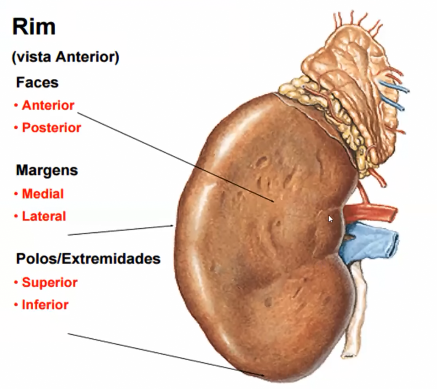 Rim
(vista Anterior)
Faces
• Anterior
• Posterior
Margens
• Medial
• Lateral
Polos/Extremidades
• Superior
• Inferior